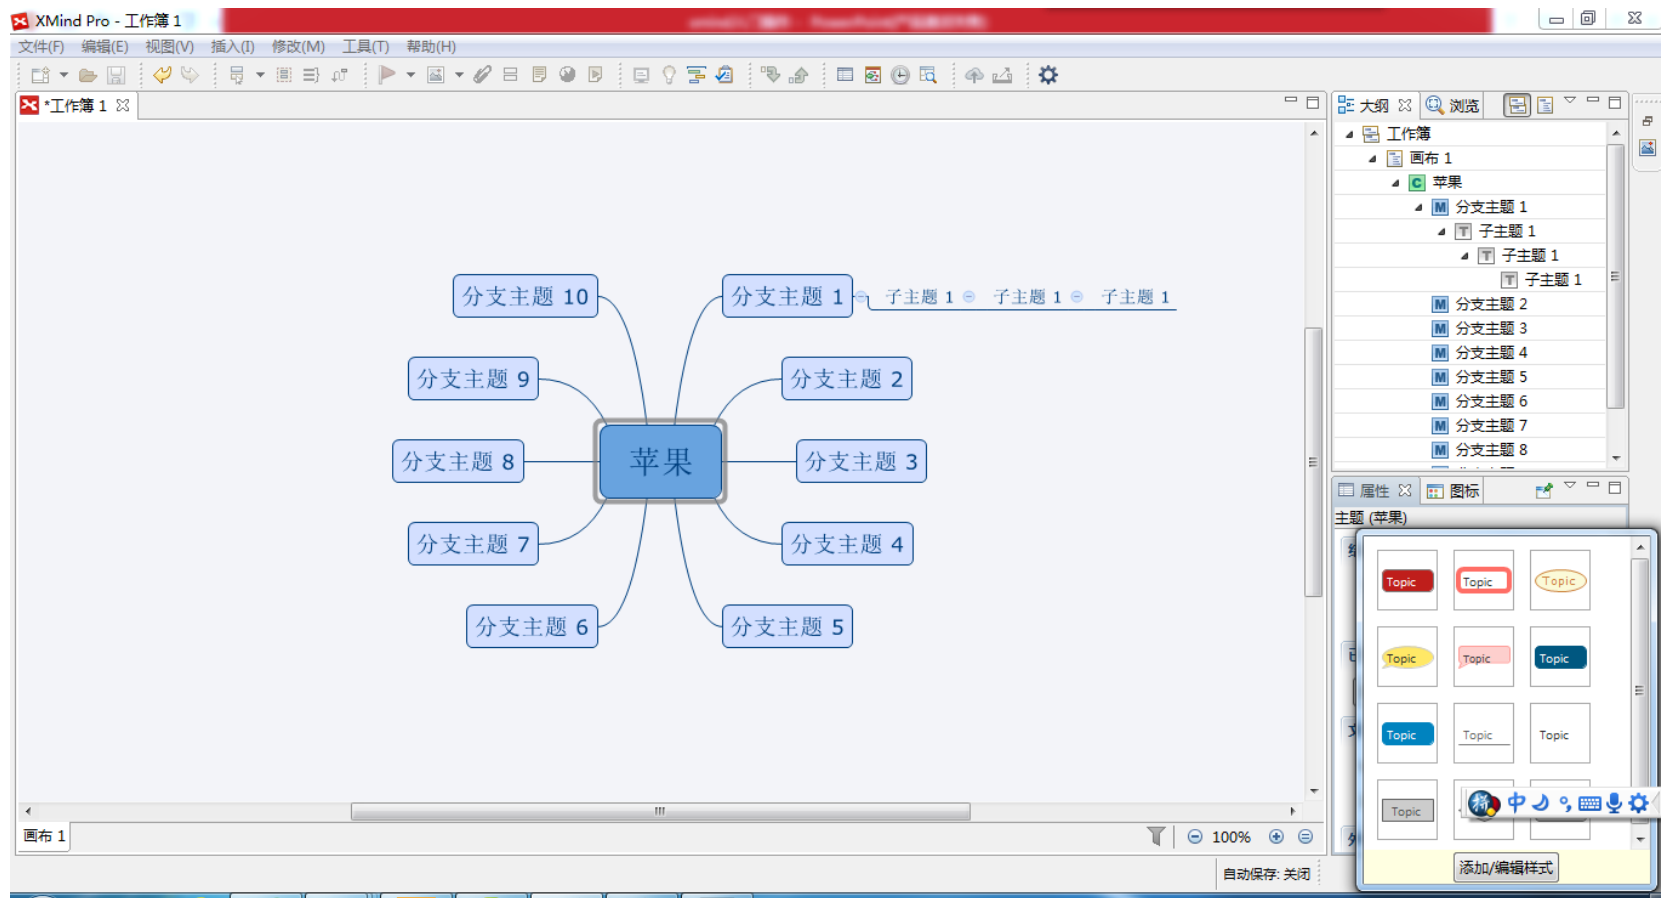 XMind Pro - 工作簿 1
文件(F) 编辑(E) 视图(V) 插入(I) 修改(M) 工具(T) 帮助(H)
*工作簿 1
大纲 浏览
工作簿
画布 1
C 苹果
M 分支主题 1
T 子主题 1
T 子主题 1
T 子主题 1
M 分支主题 2
M 分支主题 3
M 分支主题 4
M 分支主题 5
M 分支主题 6
M 分支主题 7
M 分支主题 8
分支主题 10
分支主题 1 子主题 1 子主题 1 子主题 1
分支主题 9
分支主题 2
分支主题 8
苹果
分支主题 3
分支主题 7
分支主题 4
分支主题 6
分支主题 5
属性 图标
主题 (苹果)
Topic Topic Topic
Topic Topic Topic
Topic Topic Topic
Topic
拼 中
添加/编辑样式
画布 1
100%
自动保存: 关闭